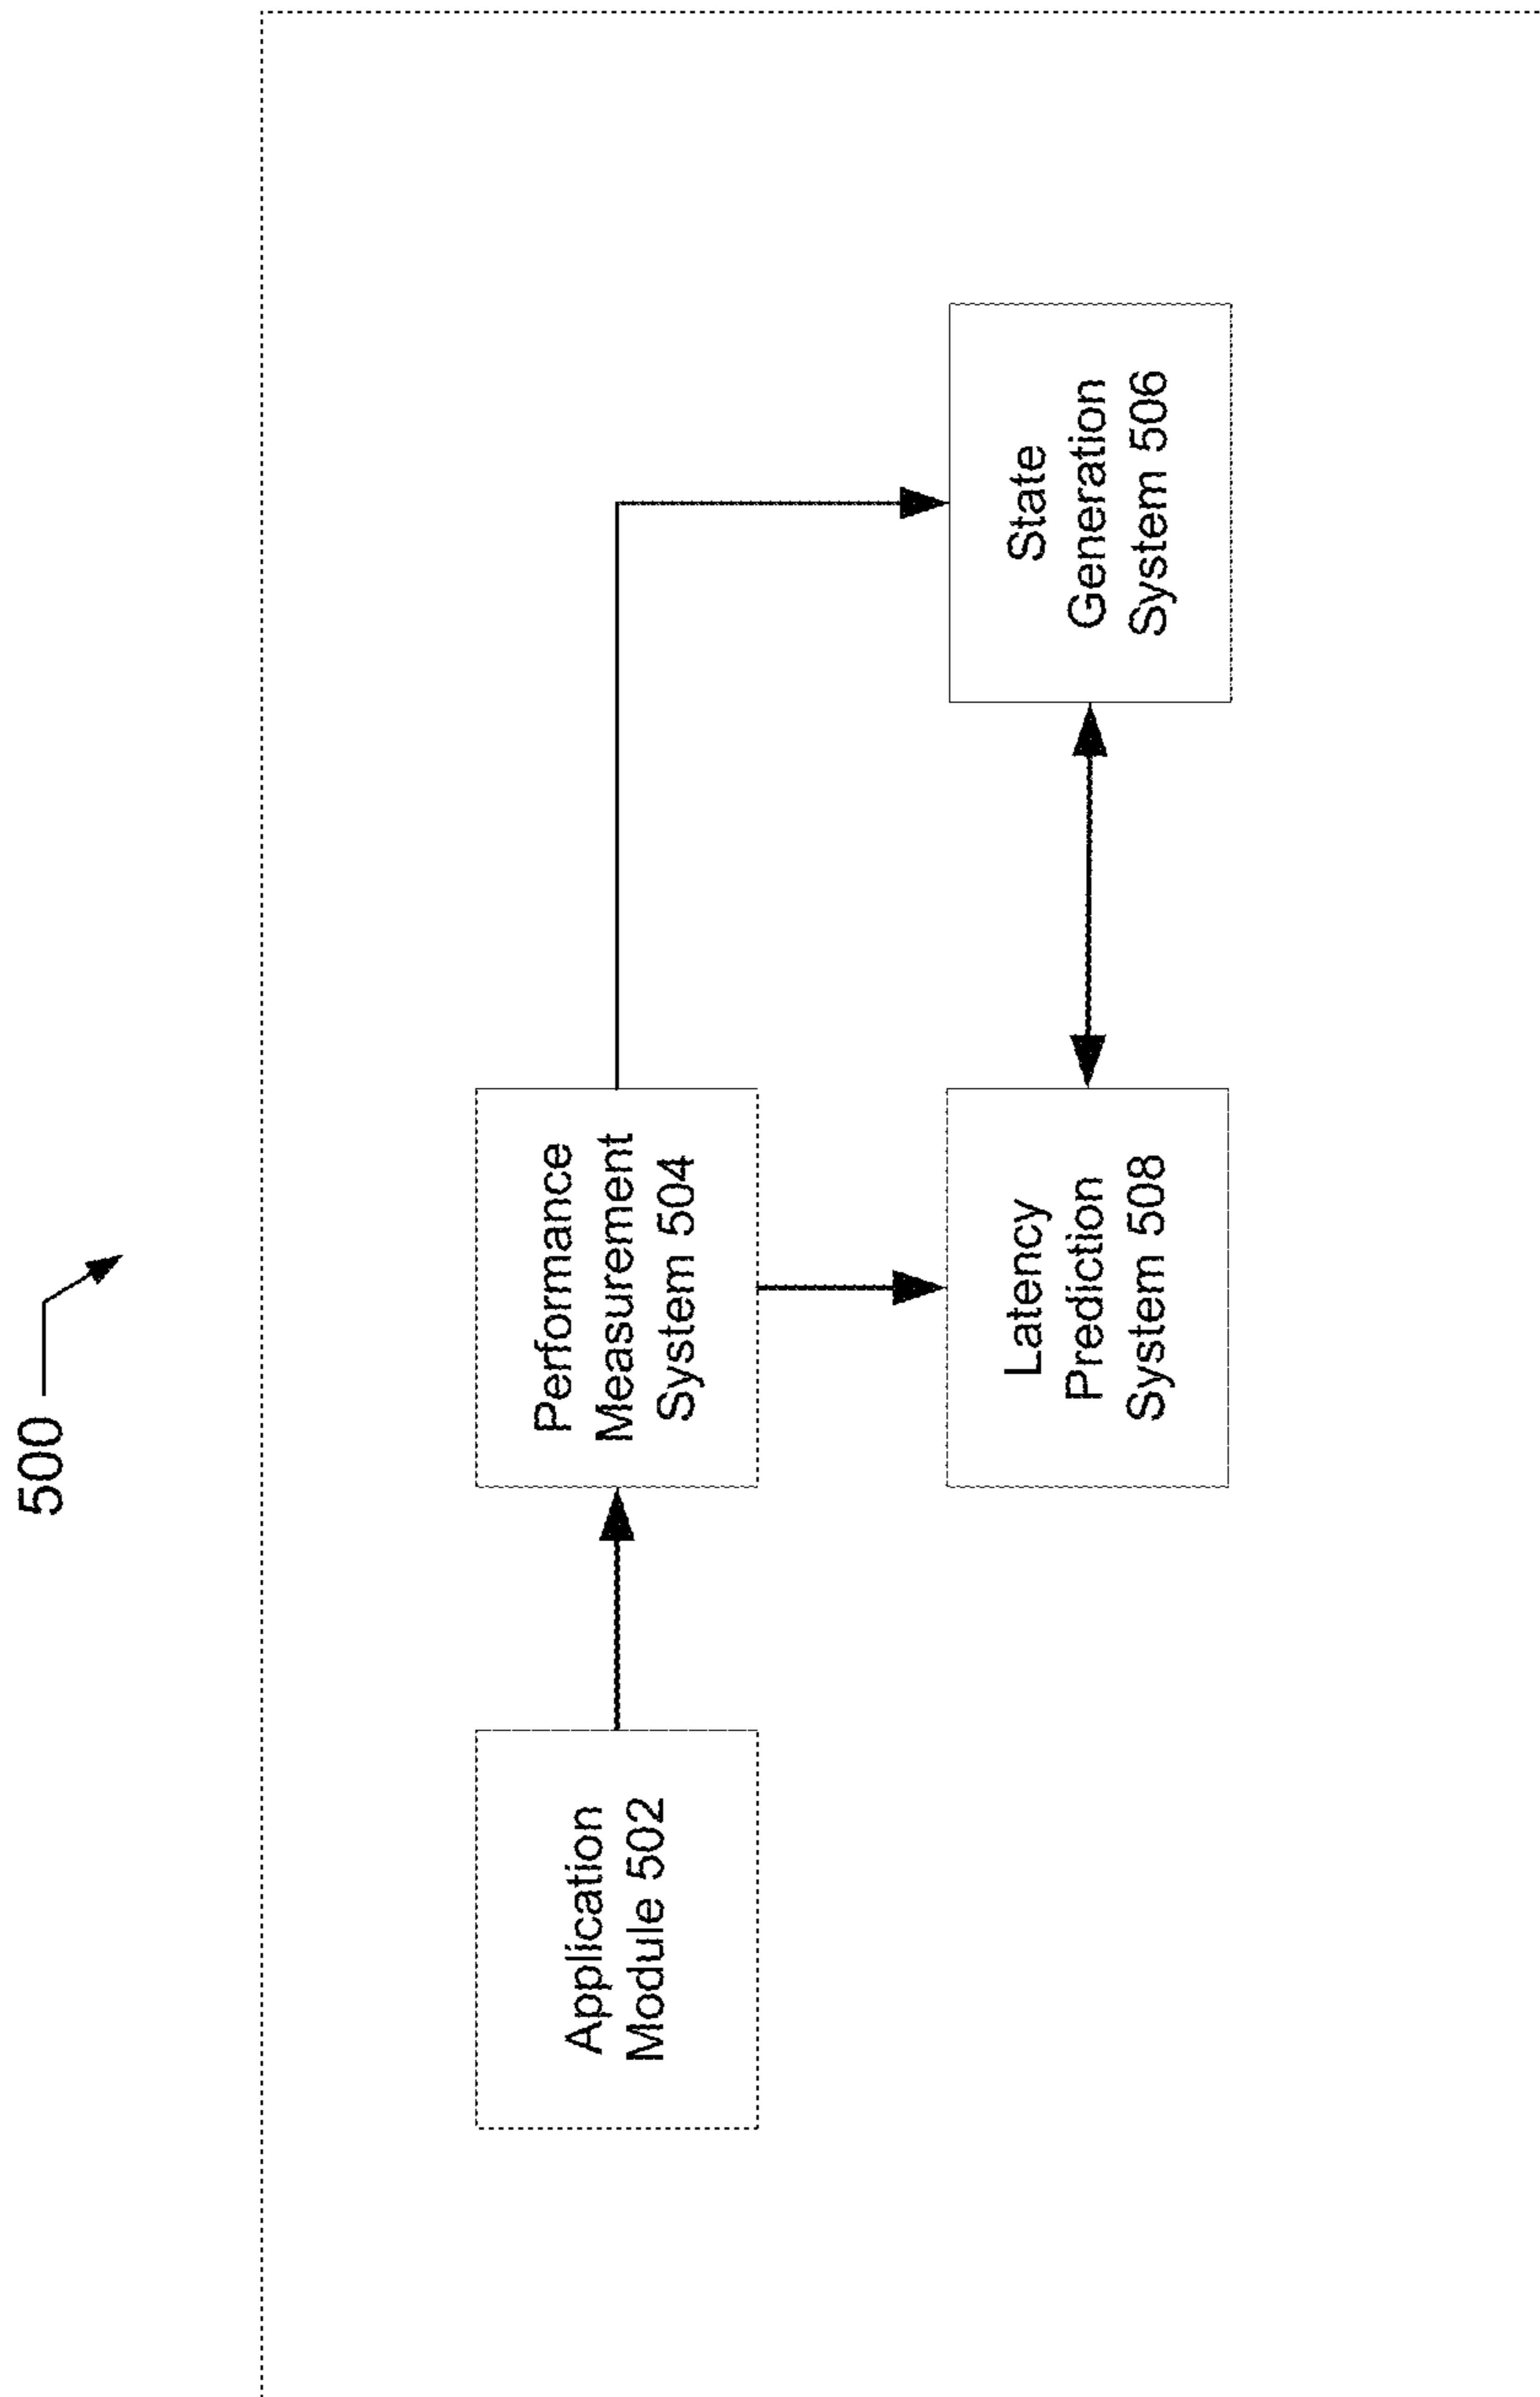 500
Application
Module 502
Performance
Measurement
System 504
Latency
Prediction
System 508
State
Generation
System 506